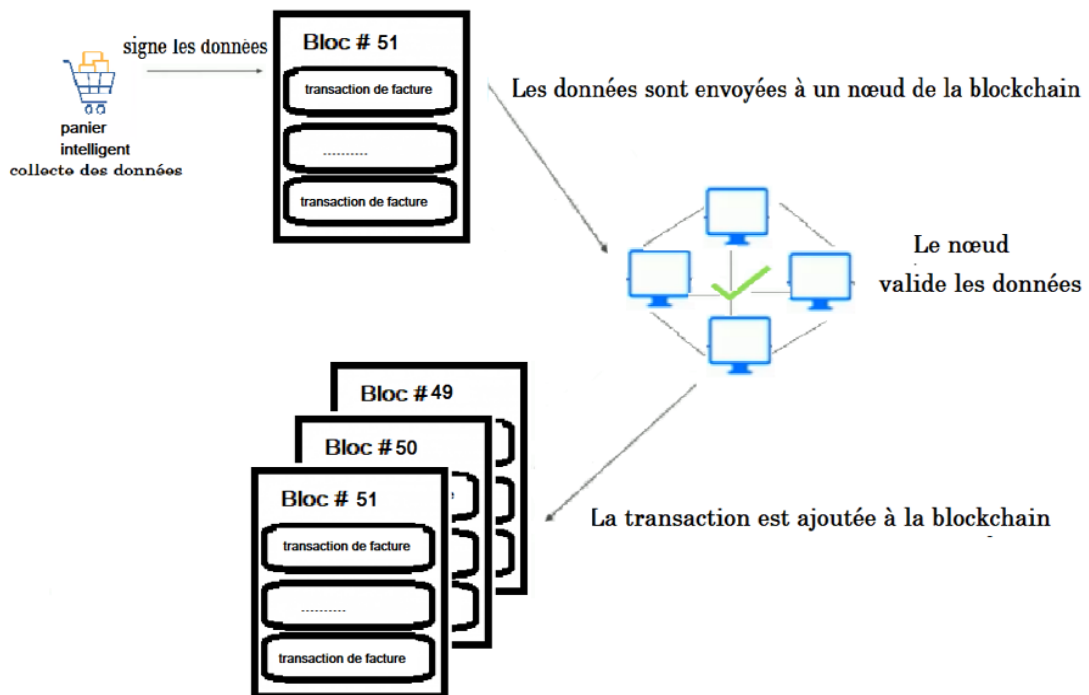 signe les données
Bloc # 51
transaction de facture
..........
transaction de facture
panier
intelligent
collecte des données
Les données sont envoyées à un nœud de la blockchain
Le nœud
valide les données
Bloc # 49
Bloc # 50
Bloc # 51
transaction de facture
...........
transaction de facture
La transaction est ajoutée à la blockchain